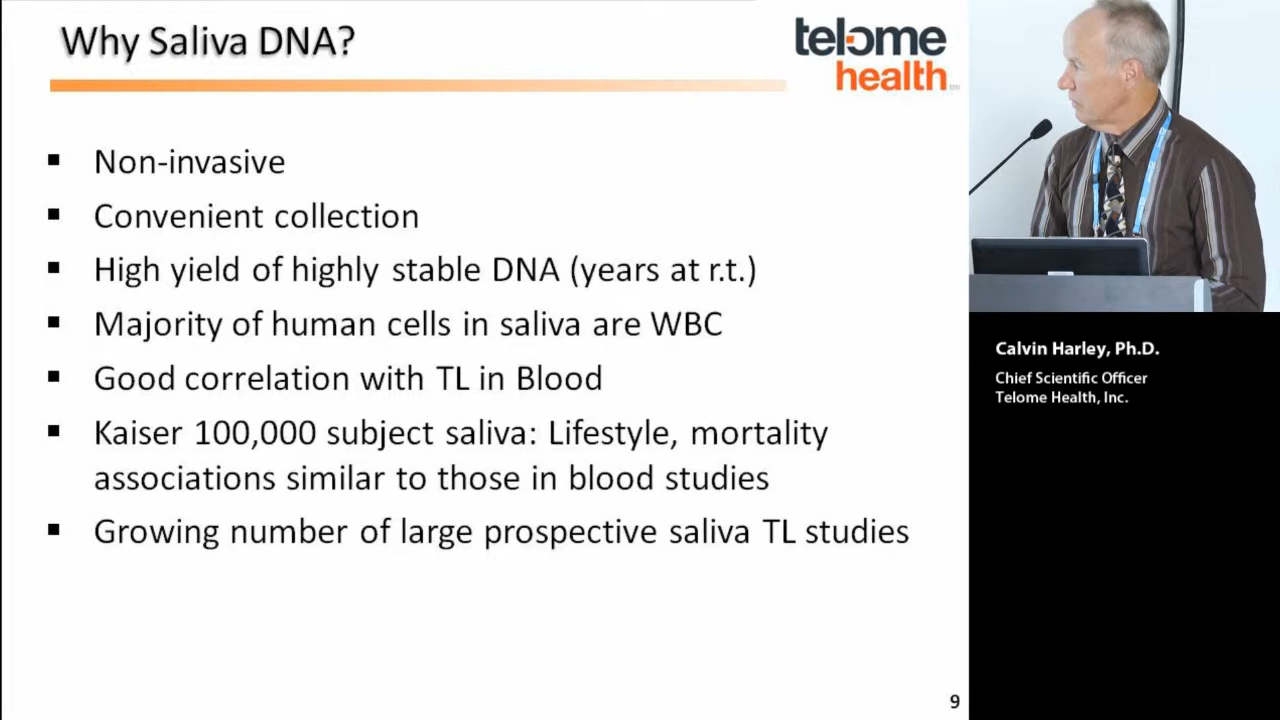 Why Saliva DNA?
telome
health
Non-invasive
Convenient collection
High yield of highly stable DNA (years at r.t.)
Majority of human cells in saliva are WBC
Good correlation with TL in Blood
Kaiser 100,000 subject saliva: Lifestyle, mortality
associations similar to those in blood studies
Growing number of large prospective saliva TL studies
9
Calvin Harley, Ph.D.
Chief Scientific Officer
Telome Health, Inc.